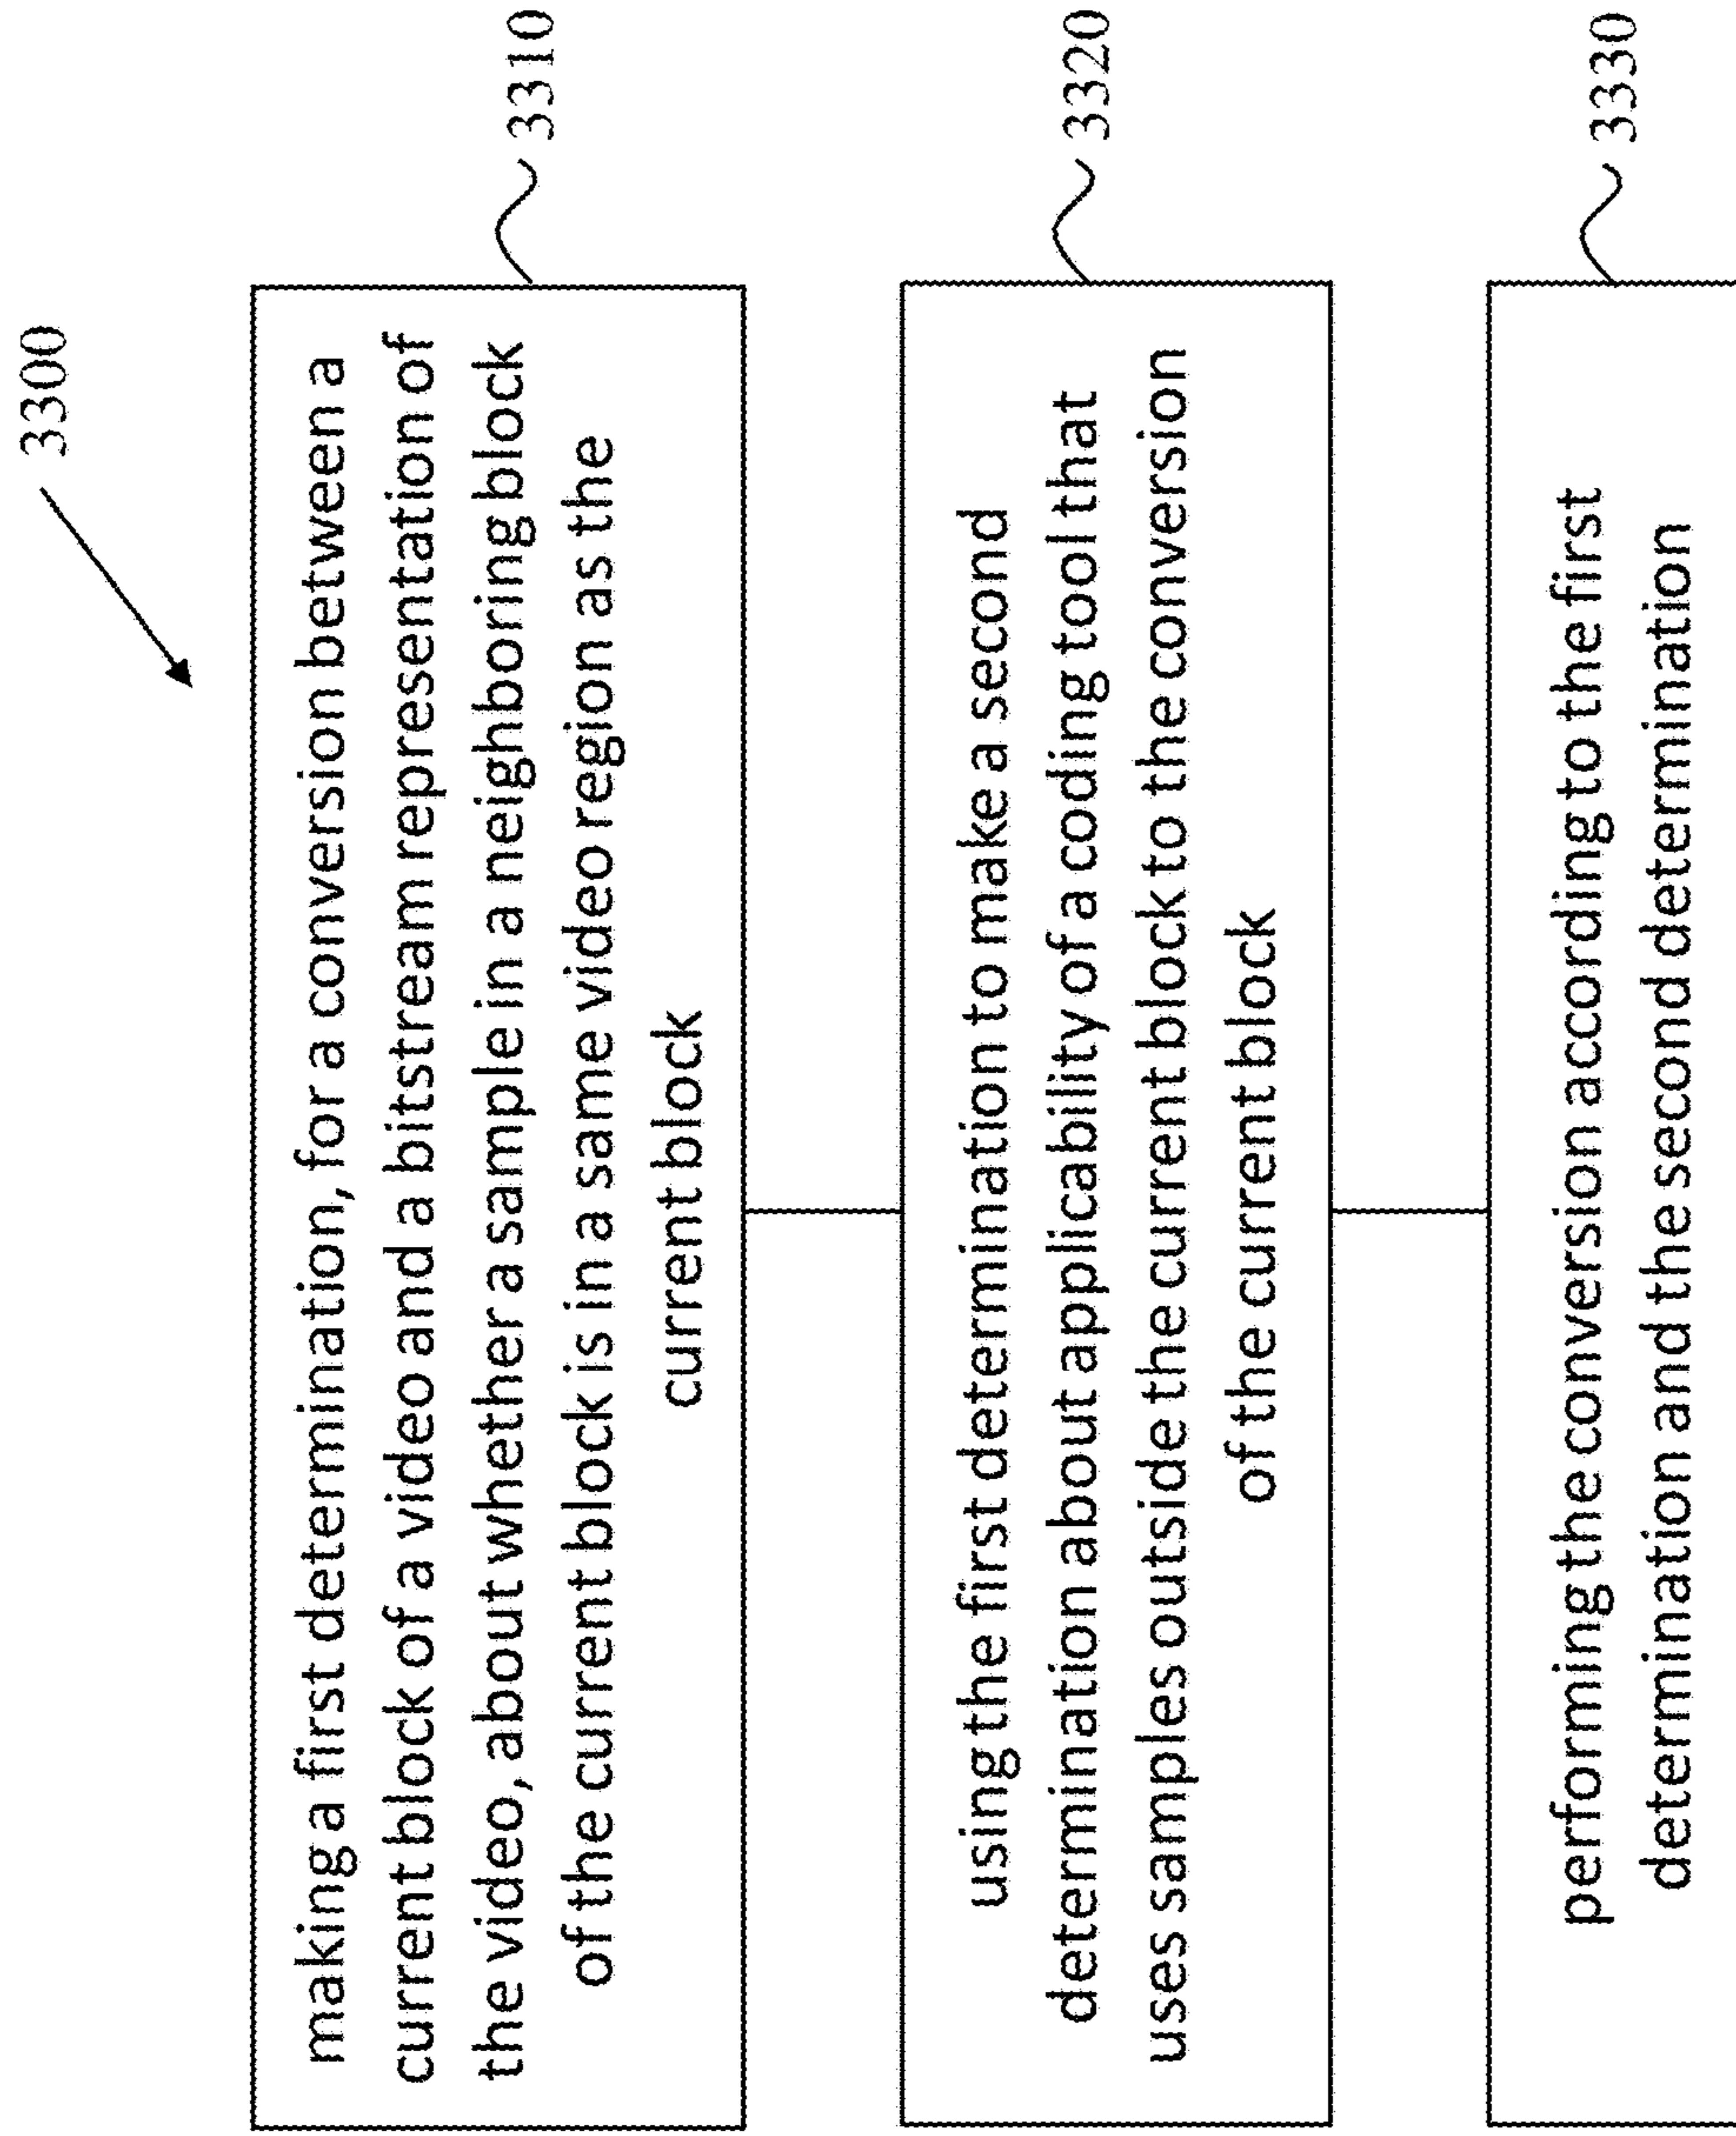 3300
making a first determination, for a conversion between a
current block of a video and a bitstream representation of
the video, about whether a sample in a neighboring block
of the current block is in a same video region as the
current block
3310
using the first determination to make a second
determination about applicability of a coding tool that
uses samples outside the current block to the conversion
of the current block
3320
performing the conversion according to the first
determination and the second determination
3330